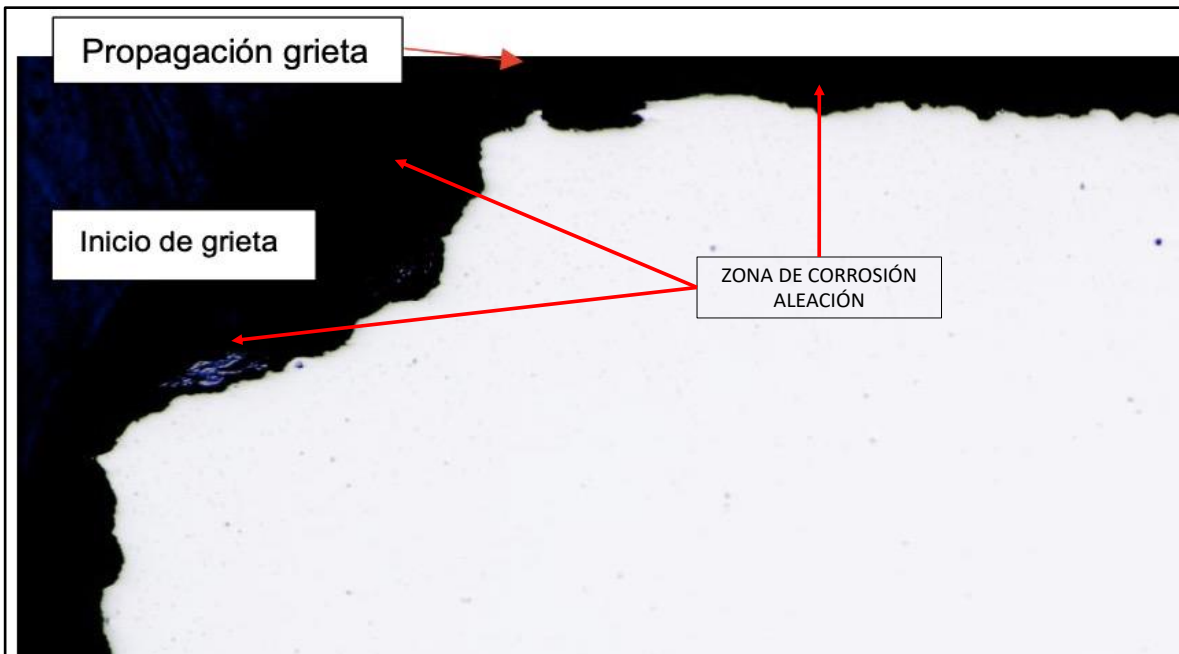 Propagación grieta
Inicio de grieta
ZONA DE CORROSIÓN
ALEACIÓN